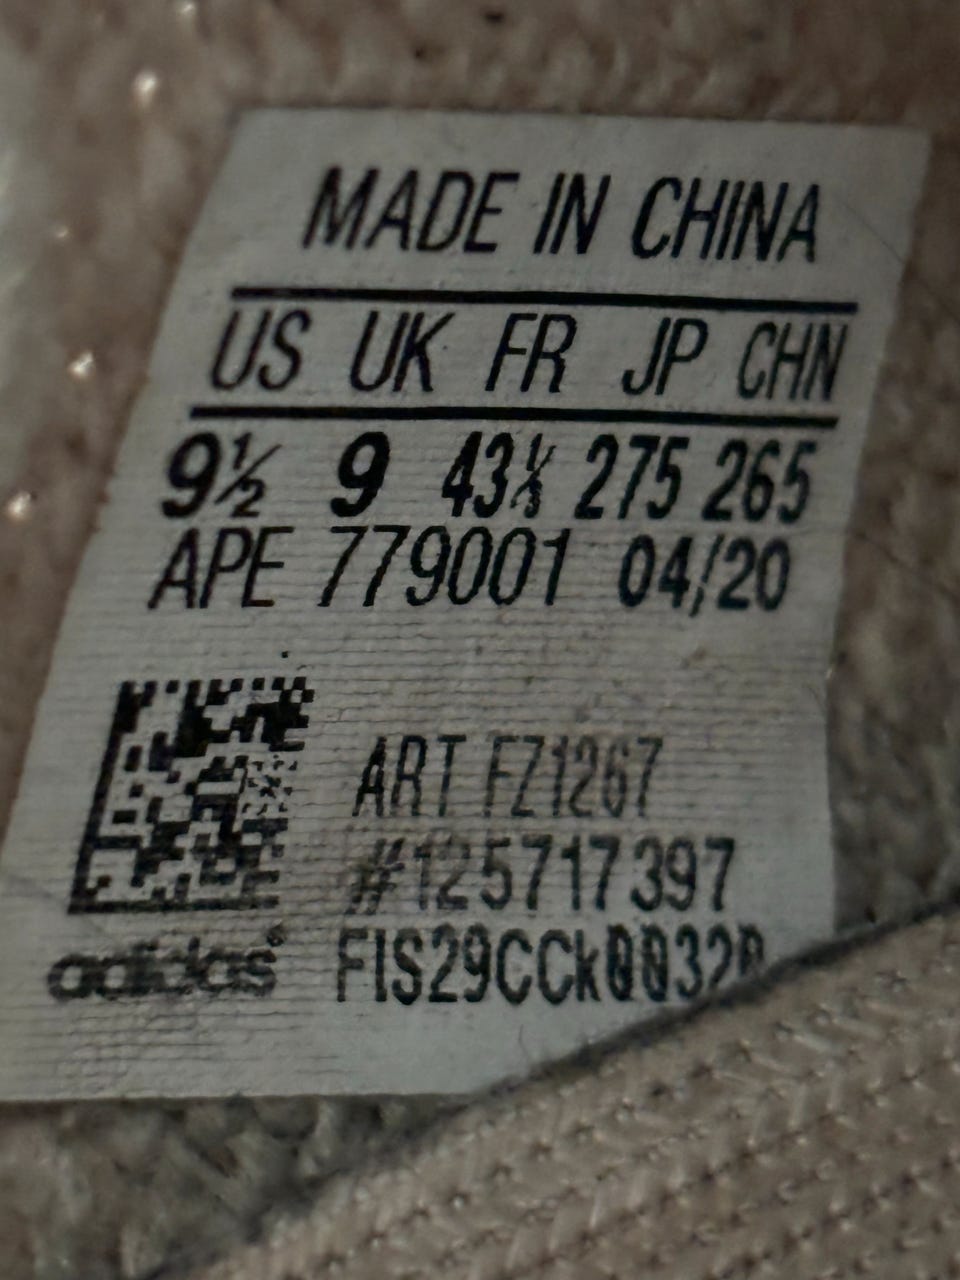 MADE IN CHINA
US UK FR JP CHN
9½ 9 43⅓ 275 265
APE 779001 04/20
ART FZ1267
#125717397
adidas®
FIS29CCk00320